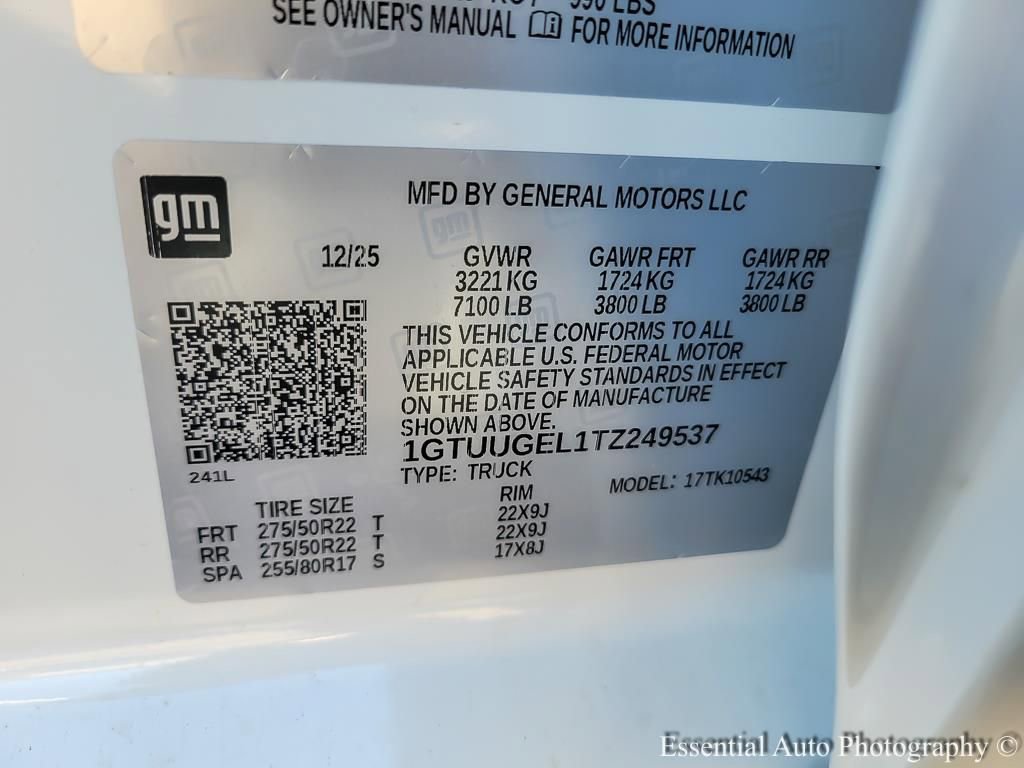 990 LBS
SEE OWNER'S MANUAL FOR MORE INFORMATION
gm
MFD BY GENERAL MOTORS LLC
12/25 GVWR GAWR FRT GAWR RR
3221 KG 1724 KG 1724 KG
7100 LB 3800 LB 3800 LB
THIS VEHICLE CONFORMS TO ALL
APPLICABLE U.S. FEDERAL MOTOR
VEHICLE SAFETY STANDARDS IN EFFECT
ON THE DATE OF MANUFACTURE
SHOWN ABOVE.
1GTUUGEL1TZ249537
241L
TYPE: TRUCK MODEL: 17TK10543
TIRE SIZE RIM
FRT 275/50R22 T 22X9J
RR 275/50R22 T 22X9J
SPA 255/80R17 S 17X8J
Essential Auto Photography ©